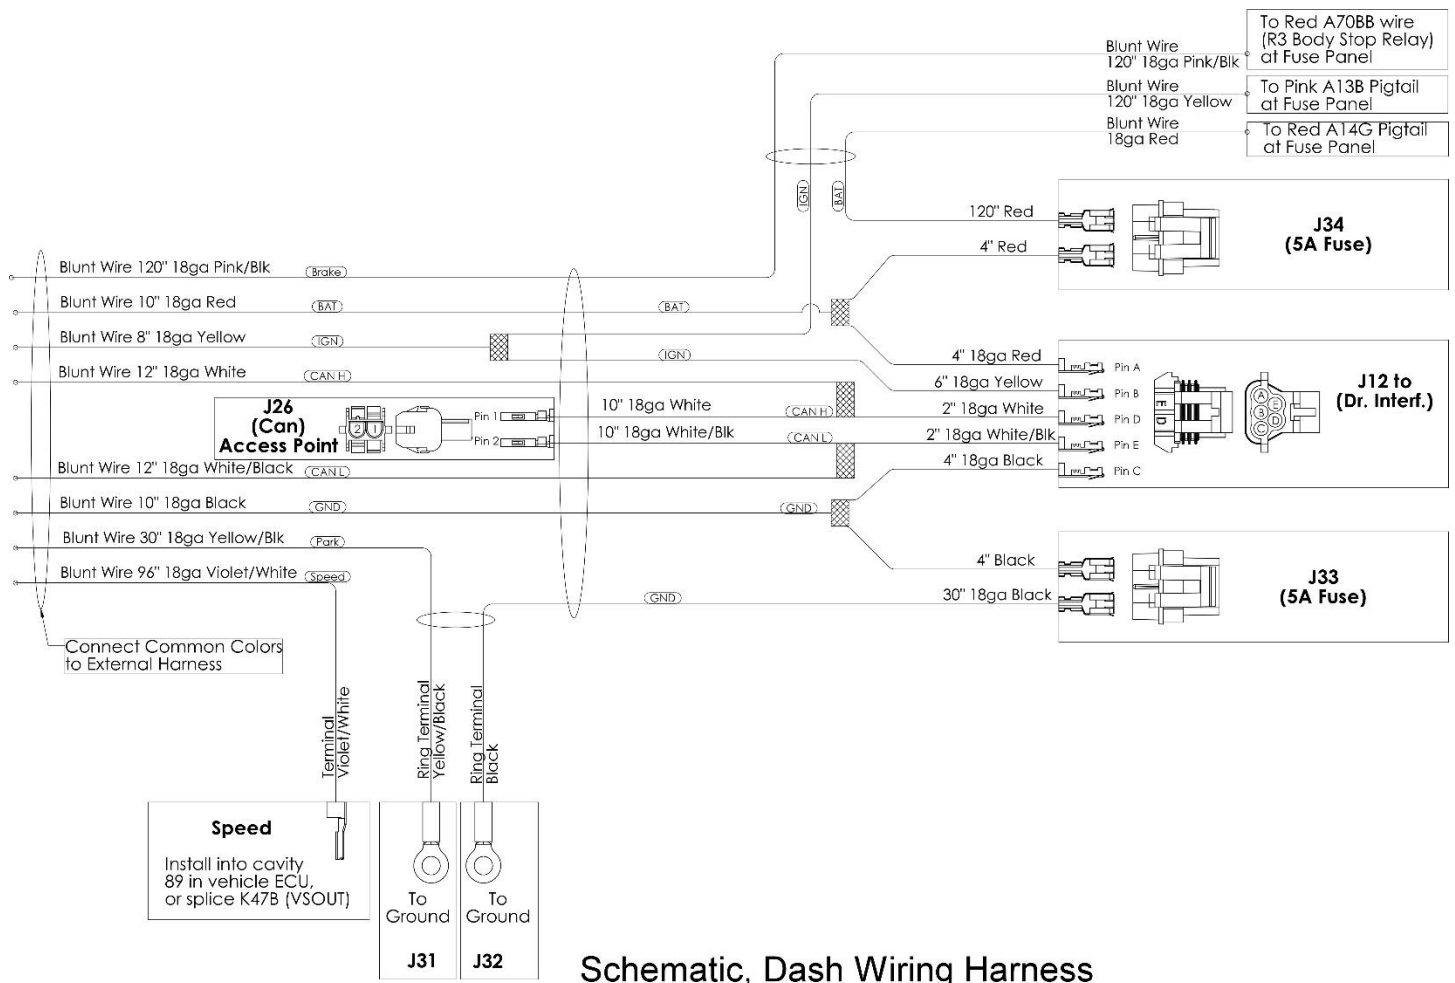 To Red A70BB wire
(R3 Body Stop Relay)
at Fuse Panel
Blunt Wire
120" 18ga Pink/Blk
To Pink A13B Pigtail
at Fuse Panel
Blunt Wire
120" 18ga Yellow
To Red A14G Pigtail
at Fuse Panel
Blunt Wire
18ga Red
IGN
BAT
120" Red
4" Red
J34
(5A Fuse)
Blunt Wire 120" 18ga Pink/Blk
Brake
Blunt Wire 10" 18ga Red
BAT
BAT
Blunt Wire 8" 18ga Yellow
IGN
IGN
Blunt Wire 12" 18ga White
CAN H
4" 18ga Red
Pin A
6" 18ga Yellow
Pin B
2" 18ga White
Pin D
2" 18ga White/Blk
Pin E
4" 18ga Black
Pin C
E
D
A
B
C
E
D
J12 to
(Dr. Interf.)
J26
(Can)
Access Point
2
1
Pin 1
Pin 2
10" 18ga White
CAN H
10" 18ga White/Blk
CAN L
Blunt Wire 12" 18ga White/Black
CAN L
Blunt Wire 10" 18ga Black
GND
GND
Blunt Wire 30" 18ga Yellow/Blk
Park
Blunt Wire 96" 18ga Violet/White
Speed
4" Black
GND
30" 18ga Black
J33
(5A Fuse)
Connect Common Colors
to External Harness
Terminal
Violet/White
Ring Terminal
Yellow/Black
Ring Terminal
Black
Speed
Install into cavity
89 in vehicle ECU,
or splice K47B (VSOUT)
To
Ground
J31
To
Ground
J32
Schematic, Dash Wiring Harness